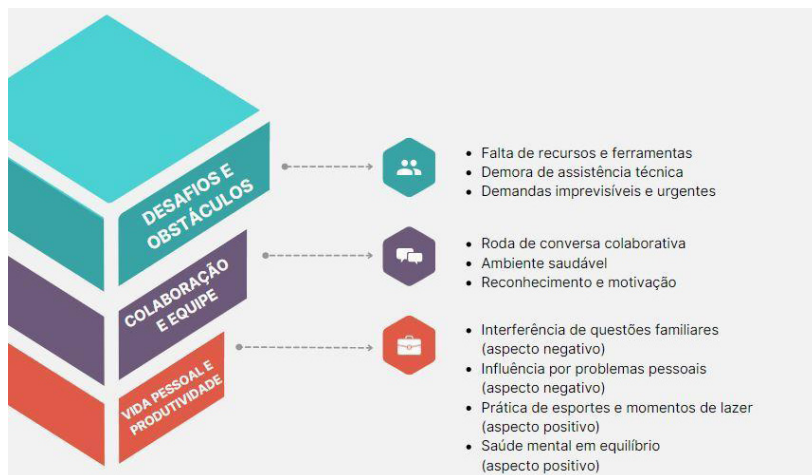 DESAFIOS E
OBSTÁCULOS
• Falta de recursos e ferramentas
• Demora de assistência técnica
• Demandas imprevisíveis e urgentes
COLABORAÇÃO
E EQUIPE
• Roda de conversa colaborativa
• Ambiente saudável
• Reconhecimento e motivação
VIDA PESSOAL E
PRODUTIVIDADE
• Interferência de questões familiares
(aspecto negativo)
• Influência por problemas pessoais
(aspecto negativo)
• Prática de esportes e momentos de lazer
(aspecto positivo)
• Saúde mental em equilíbrio
(aspecto positivo)